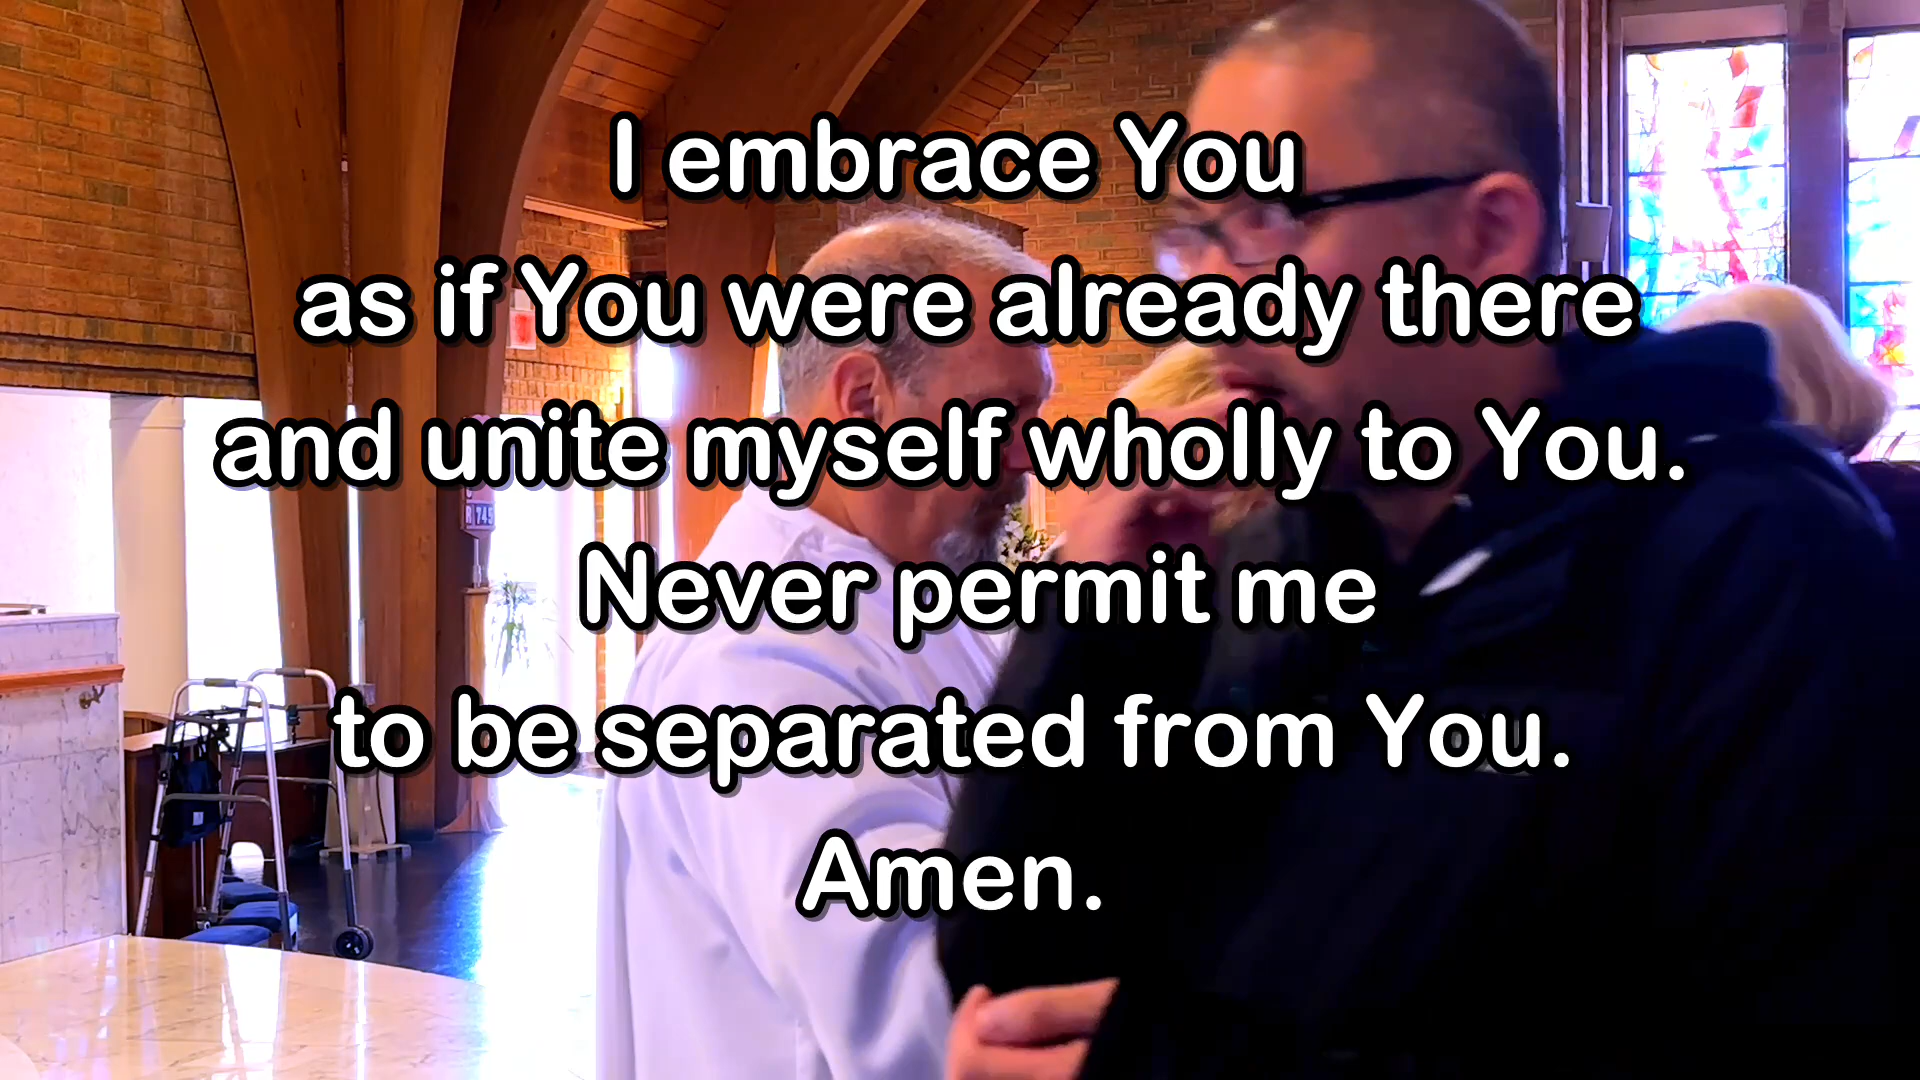 I embrace You
as if You were already there
and unite myself wholly to You.
Never permit me
to be separated from You.
Amen.
R 745